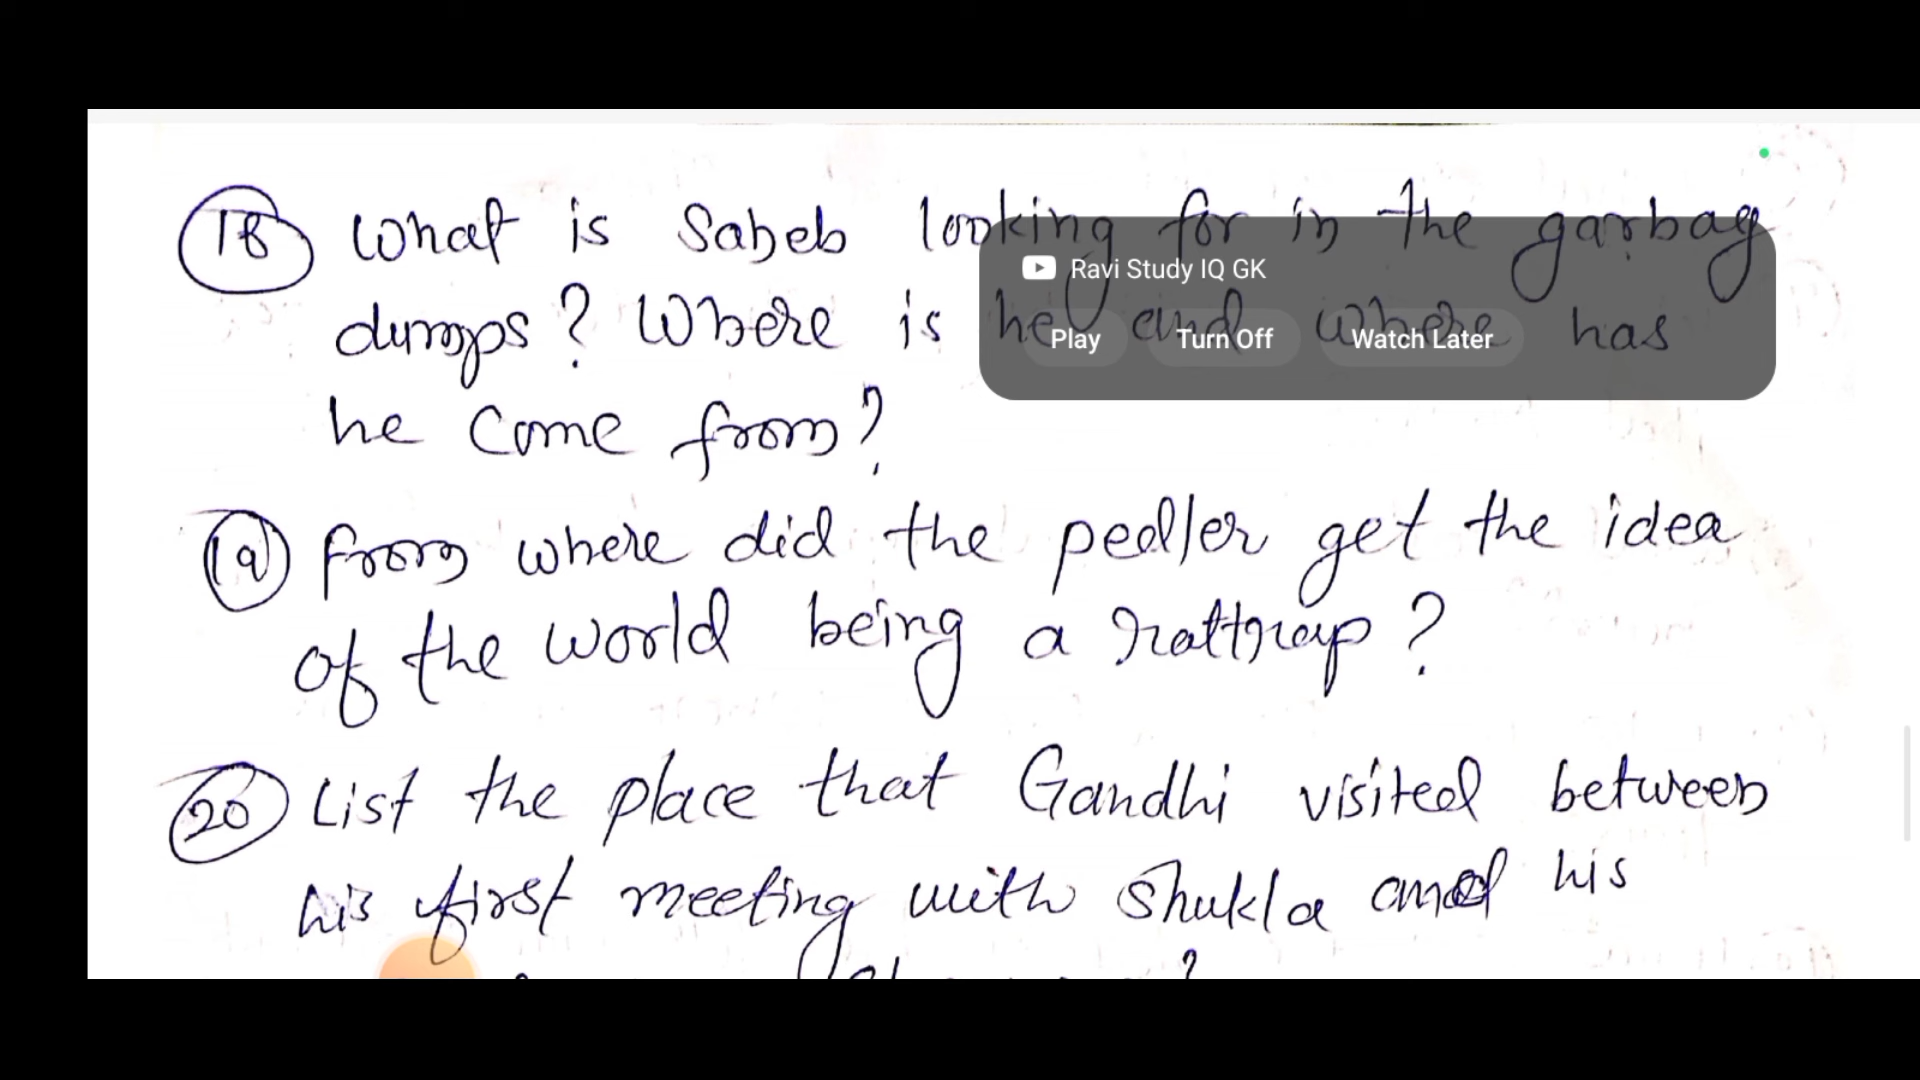 18 What is Saheb looking for in the garbag
dumps? Where is he and where has
he come from?
19 From where did the pedler get the idea
of the world being a rattrap?
20 List the place that Gandhi visited between
his first meeting with Shukla and his
Ravi Study IQ GK
Play Turn Off Watch Later